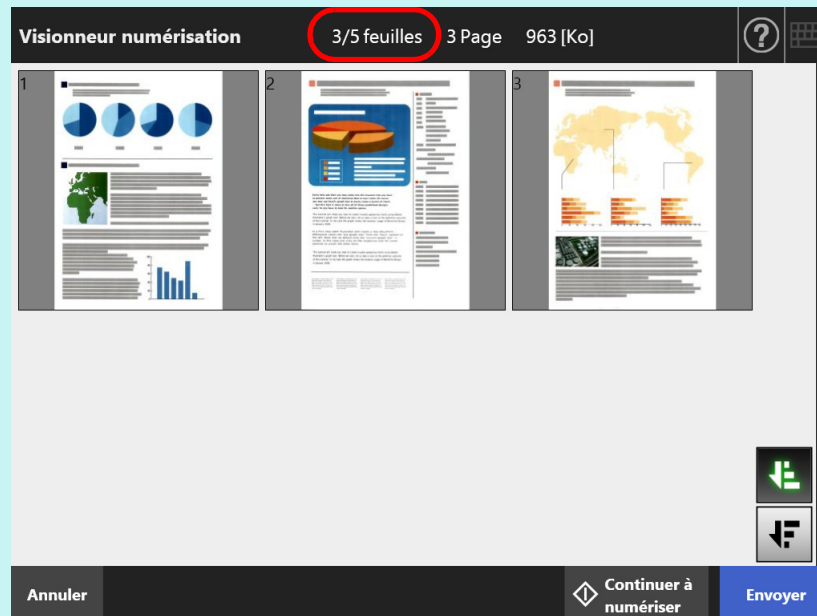 Visionneur numérisation 3/5 feuilles 3 Page 963 [Ko] ?
1 2 3
Annuler
Continuer à
numériser
Envoyer